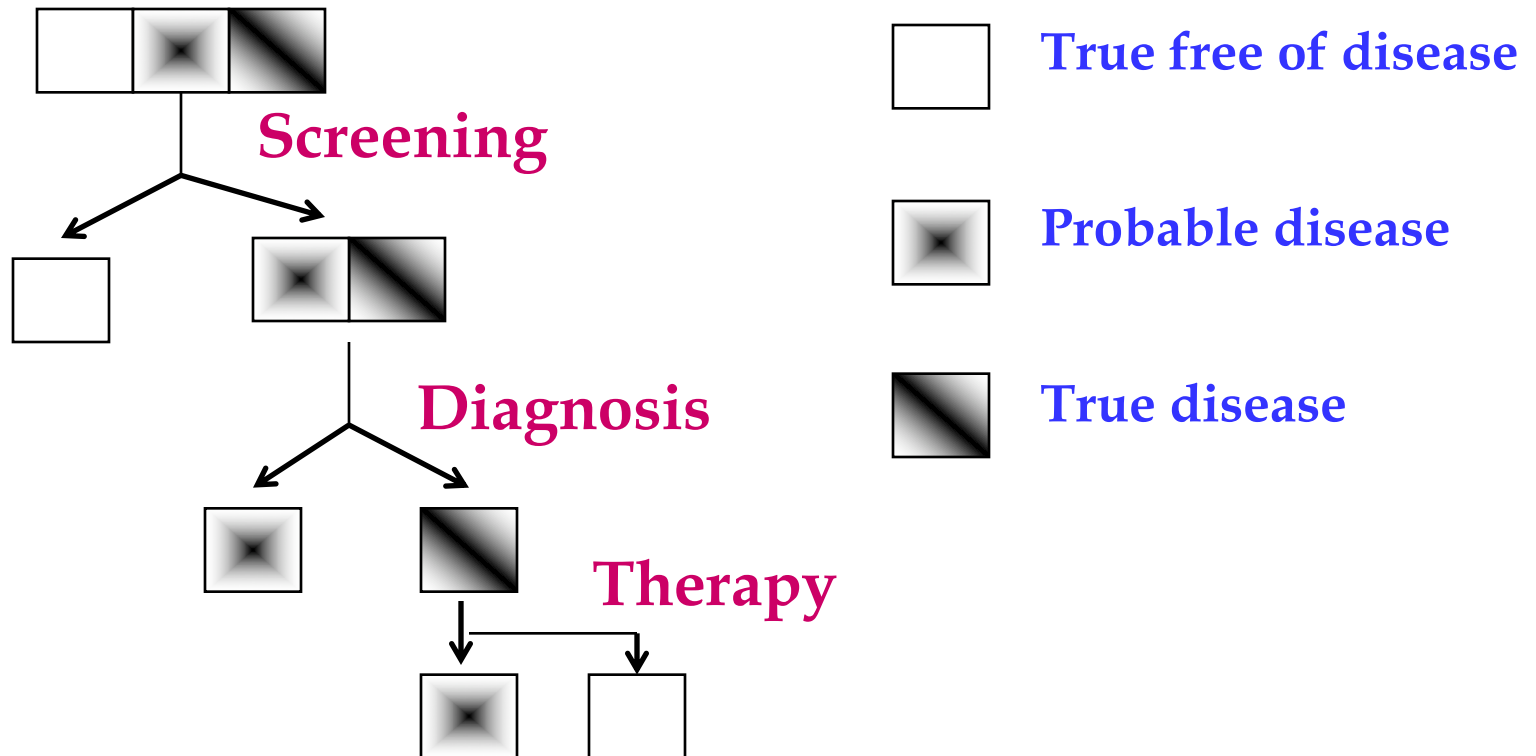 Screening
Diagnosis
Therapy
True free of disease
Probable disease
True disease